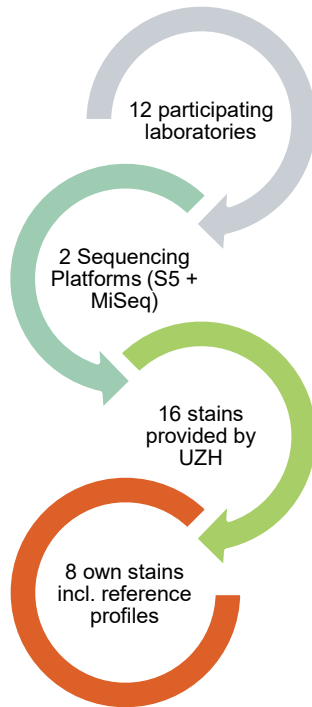 12 participating
laboratories
2 Sequencing
Platforms (S5 +
MiSeq)
16 stains
provided by
UZH
8 own stains
incl. reference
profiles